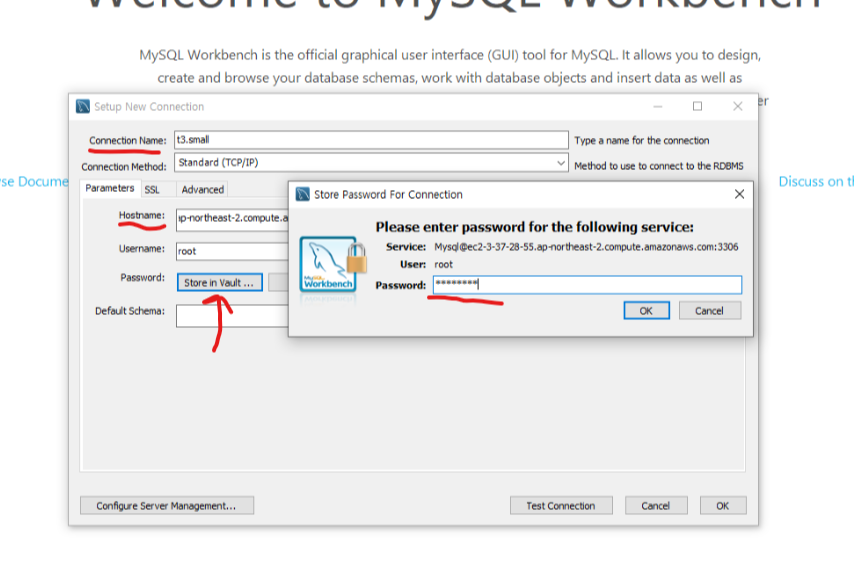 Welcome to MySQL Workbench
MySQL Workbench is the official graphical user interface (GUI) tool for MySQL. It allows you to design,
create and browse your database schemas, work with database objects and insert data as well as
er
Setup New Connection
Connection Name: t3.small Type a name for the connection
Connection Method: Standard (TCP/IP) Method to use to connect to the RDBMS
se Docume
Discuss on t
Parameters SSL Advanced
Hostname: ap-northeast-2.compute.a
Username: root
Password: Store in Vault ...
Default Schema:
Store Password For Connection
Please enter password for the following service:
Service: Mysql@ec2-3-37-28-55.ap-northeast-2.compute.amazonaws.com:3306
User: root
Password: ********
MySQL
Workbench
OK Cancel
Configure Server Management... Test Connection Cancel OK